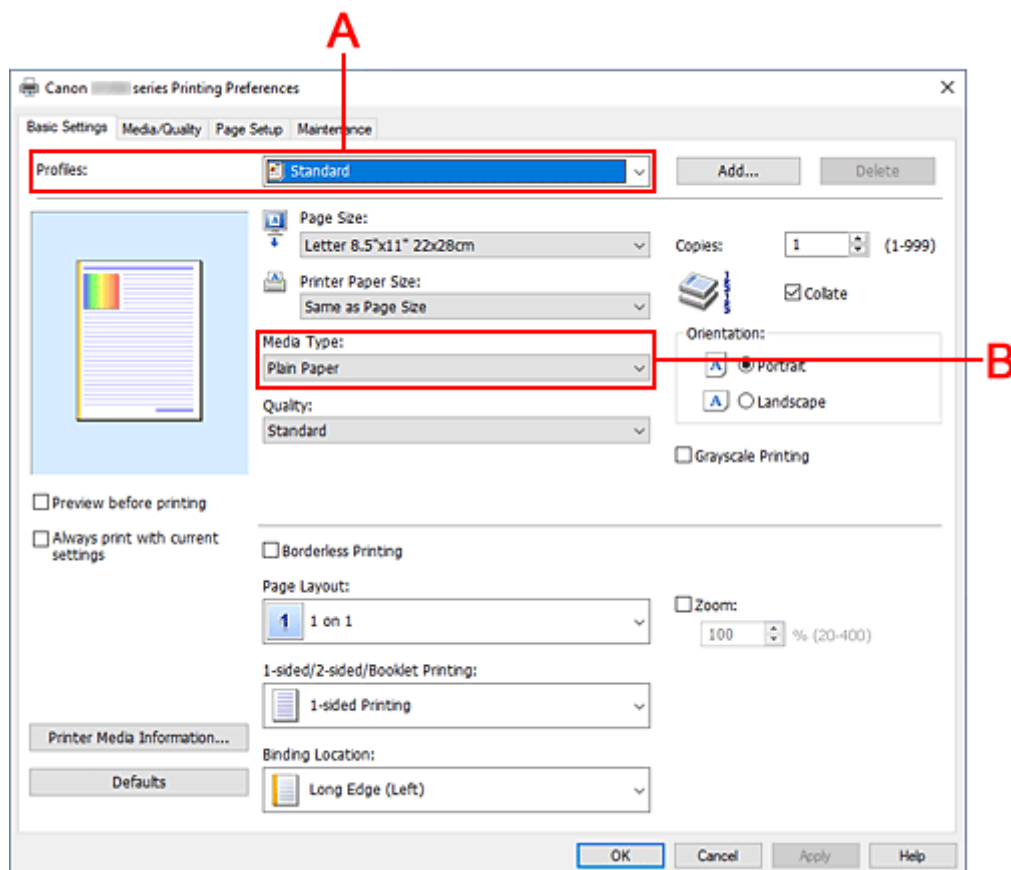 A
Canon series Printing Preferences
Basic Settings Media/Quality Page Setup Maintenance
Profiles: Standard Add... Delete
Page Size:
Letter 8.5"x11" 22x28cm
Copies: 1 (1-999)
Printer Paper Size:
Same as Page Size
Collate
Media Type:
Plain Paper
B
Orientation:
A Portrait
A Landscape
Quality:
Standard
Grayscale Printing
Preview before printing
Always print with current
settings
Borderless Printing
Page Layout:
1 1 on 1
Zoom:
100 % (20-400)
1-sided/2-sided/Booklet Printing:
1-sided Printing
Printer Media Information...
Binding Location:
Defaults
Long Edge (Left)
OK Cancel Apply Help